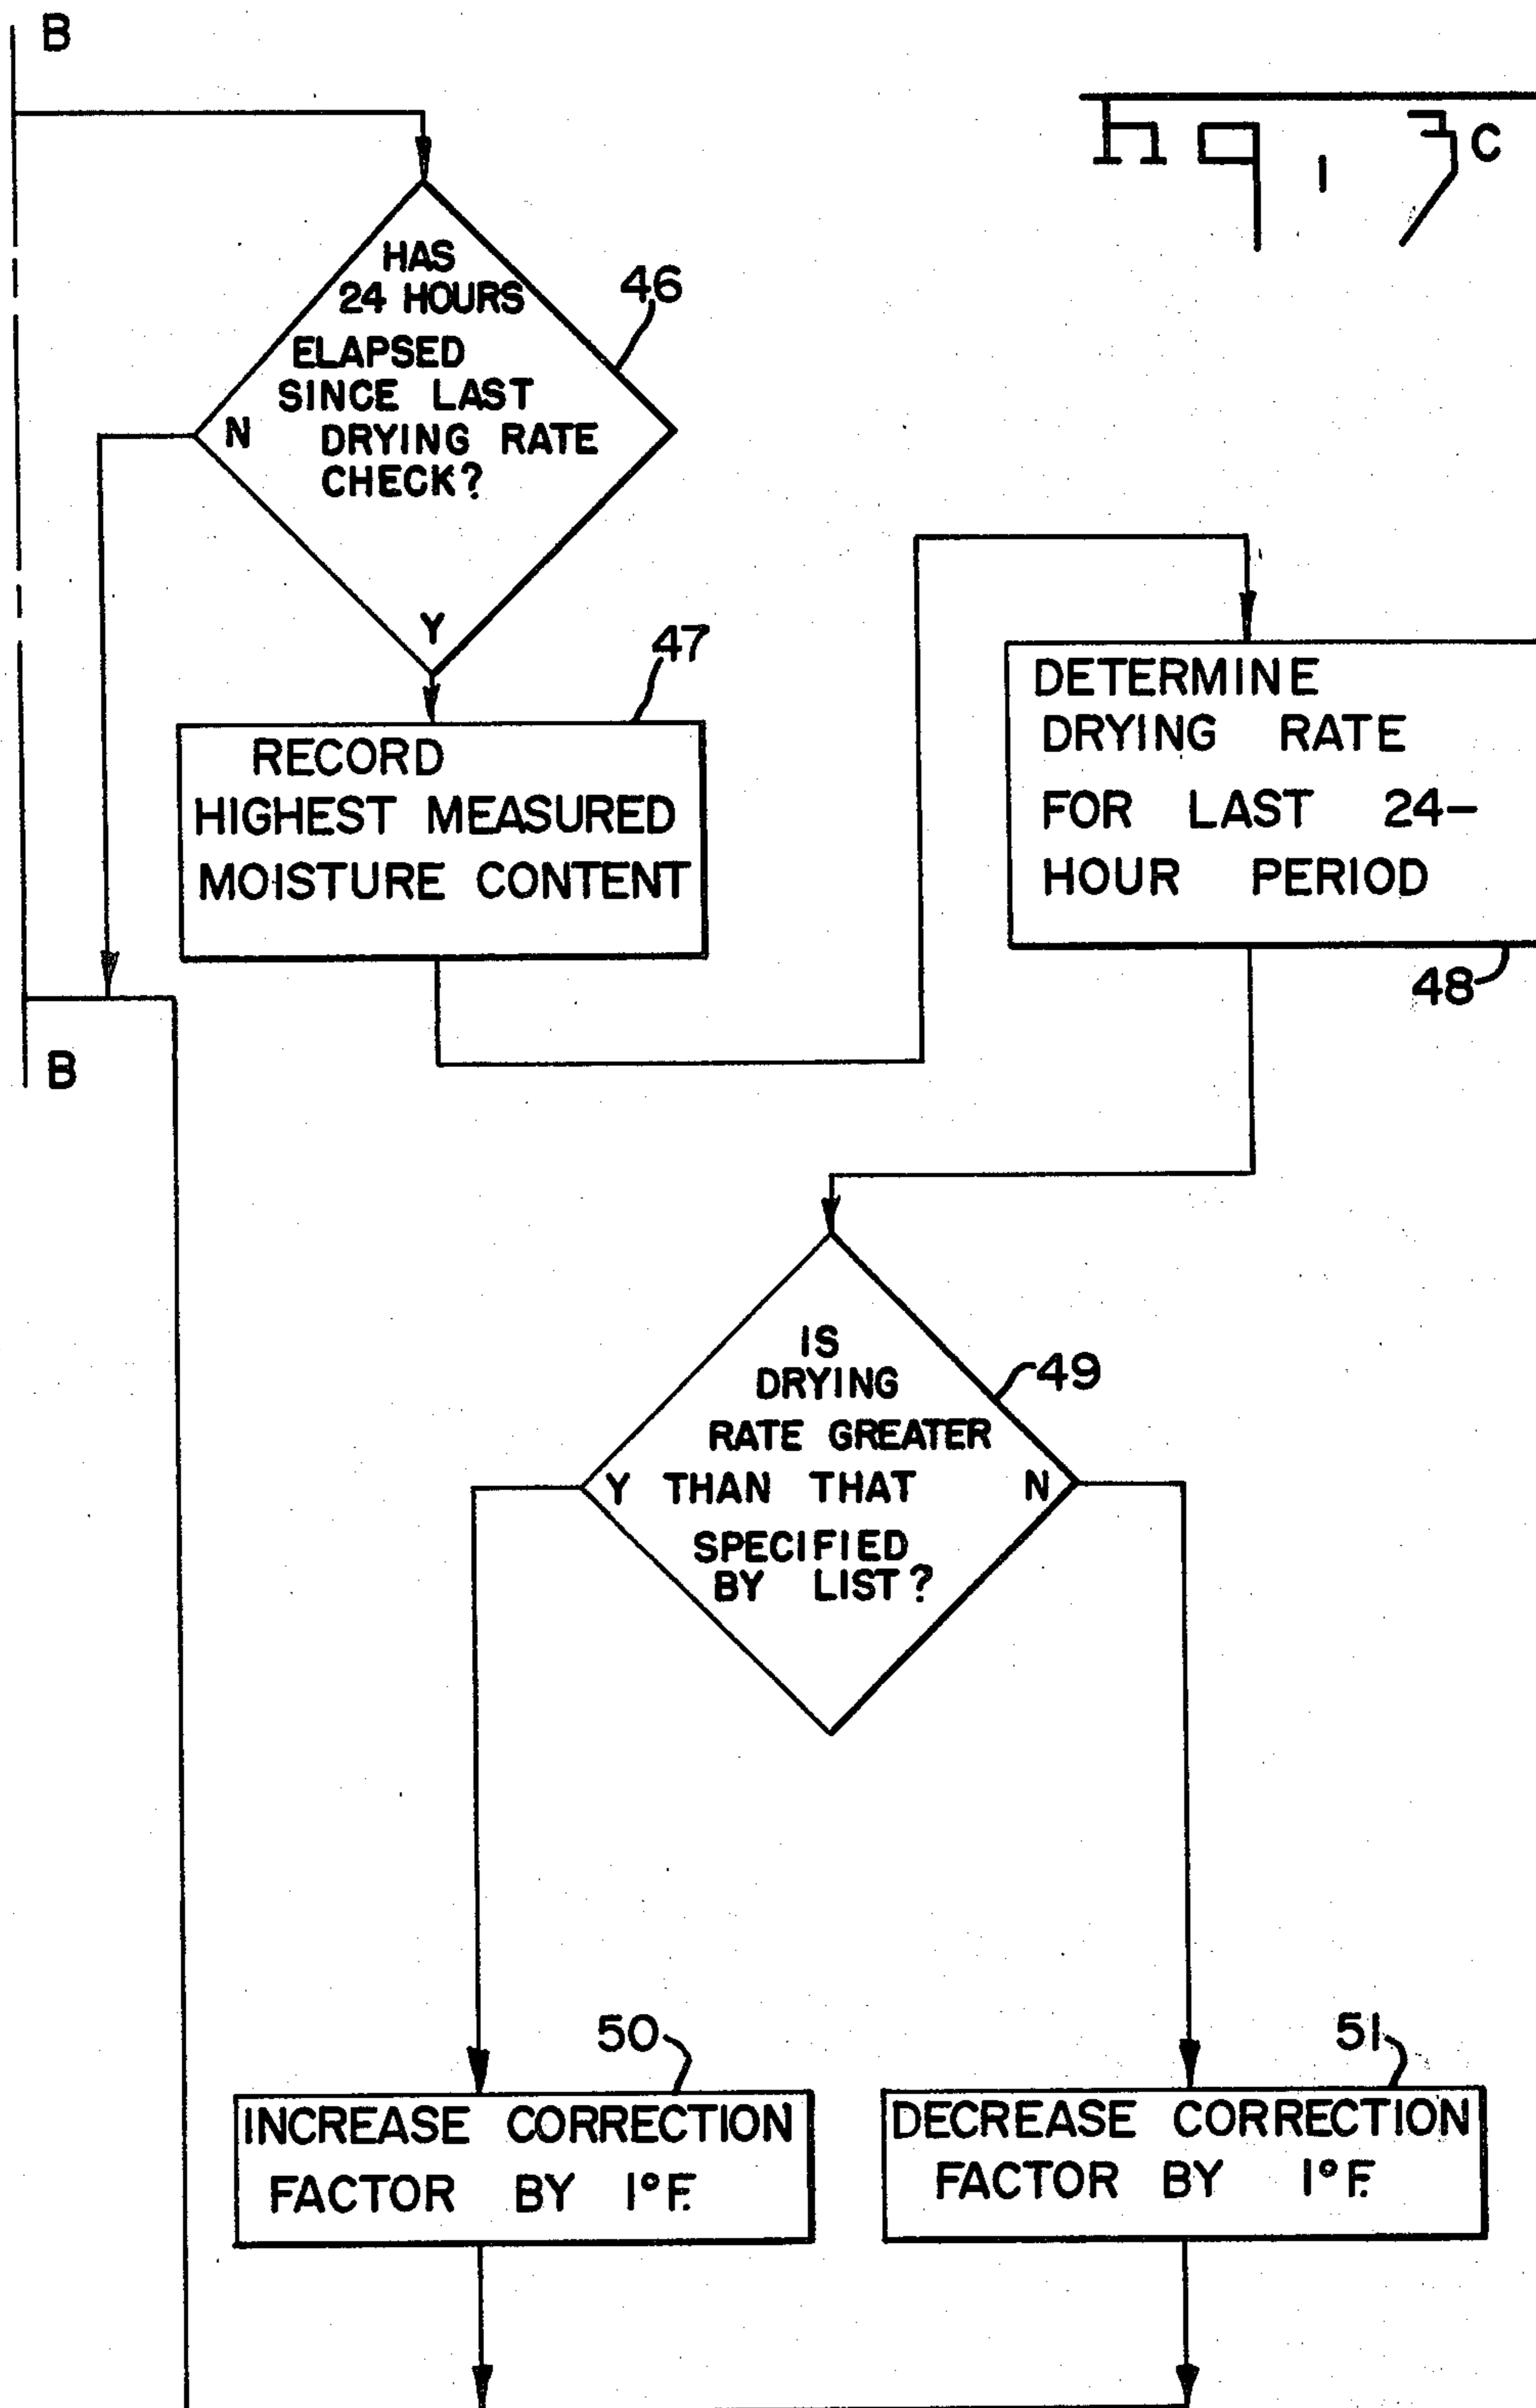 B
HAS
24 HOURS
ELAPSED
SINCE LAST
DRYING RATE
CHECK?
N
Y
46
47
RECORD
HIGHEST MEASURED
MOISTURE CONTENT
DETERMINE
DRYING RATE
FOR LAST 24-
HOUR PERIOD
48
B
IS
DRYING
RATE GREATER
THAN THAT
SPECIFIED
BY LIST?
Y
N
49
50
INCREASE CORRECTION
FACTOR BY 1°F.
51
DECREASE CORRECTION
FACTOR BY 1°F.
C